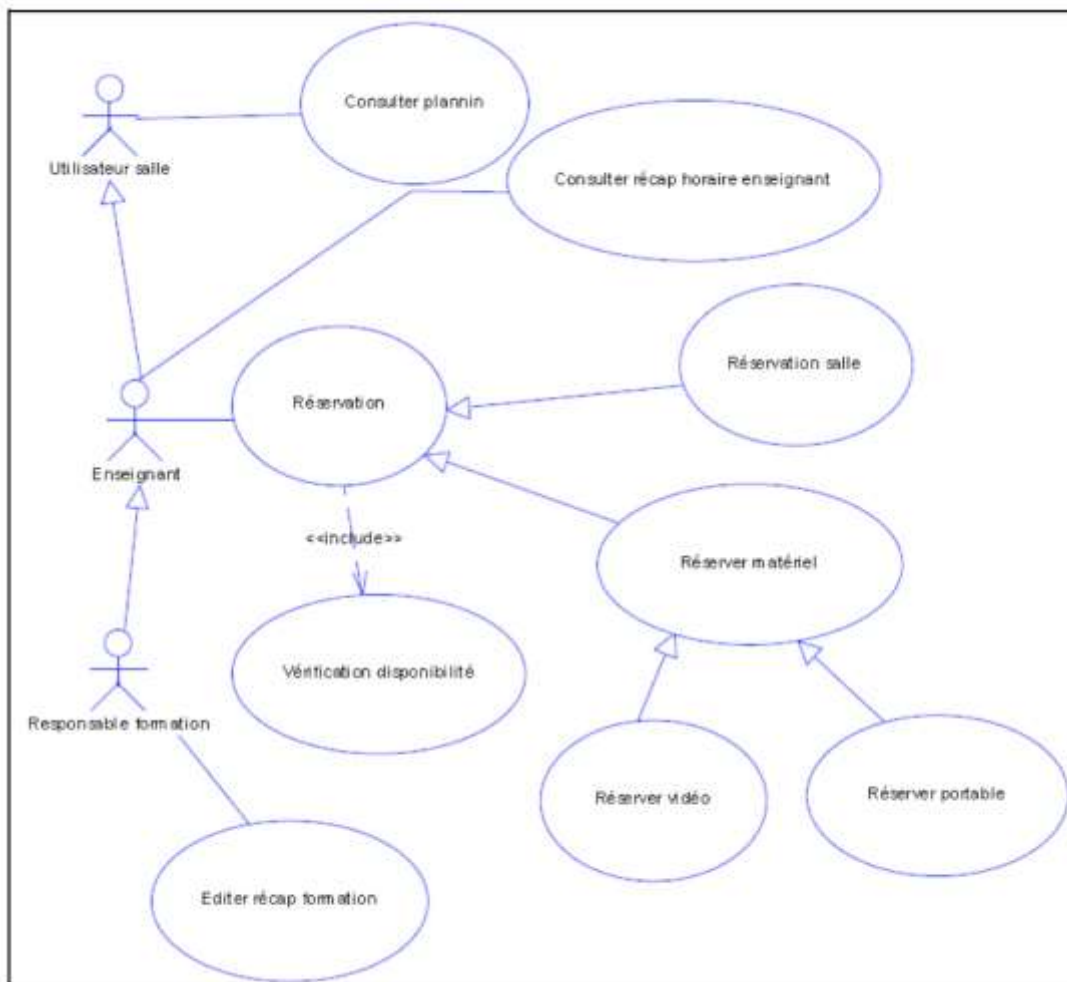 Consulter plannin
Utilisateur salle
Consulter récap horaire enseignant
Réservation salle
Réservation
Enseignant
<<include>>
Réserver matériel
Vérification disponibilité
Responsable formation
Réserver vidéo
Réserver portable
Editer récap formation